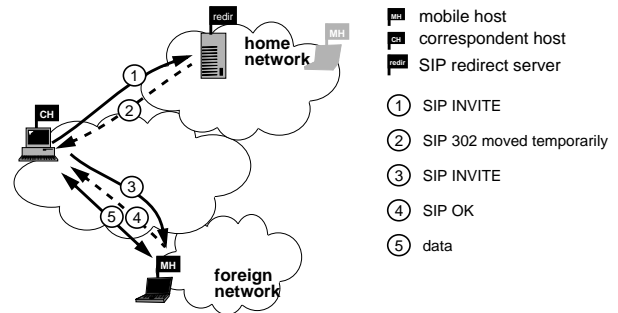 redir
MH
home
network
1
2
CH
3
5
4
MH
foreign
network
MH mobile host
CH correspondent host
redir SIP redirect server
1 SIP INVITE
2 SIP 302 moved temporarily
3 SIP INVITE
4 SIP OK
5 data